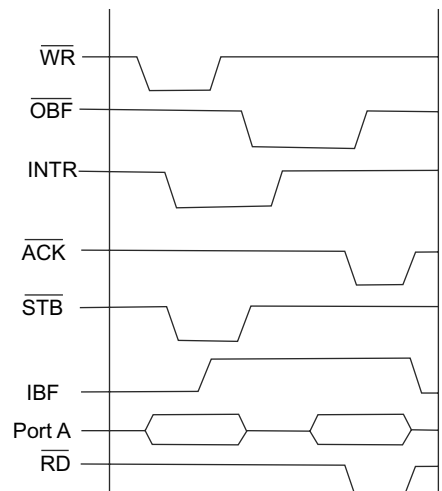 WR
OBF
INTR
ACK
STB
IBF
Port A
RD